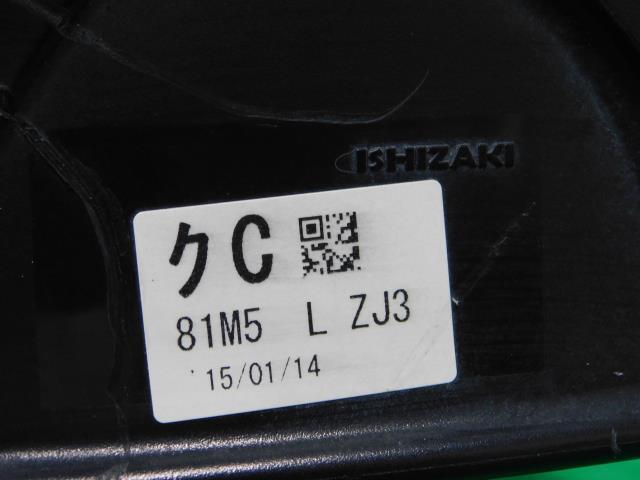 ISHIZAKI
クC
81M5 L ZJ3
'15/01/14